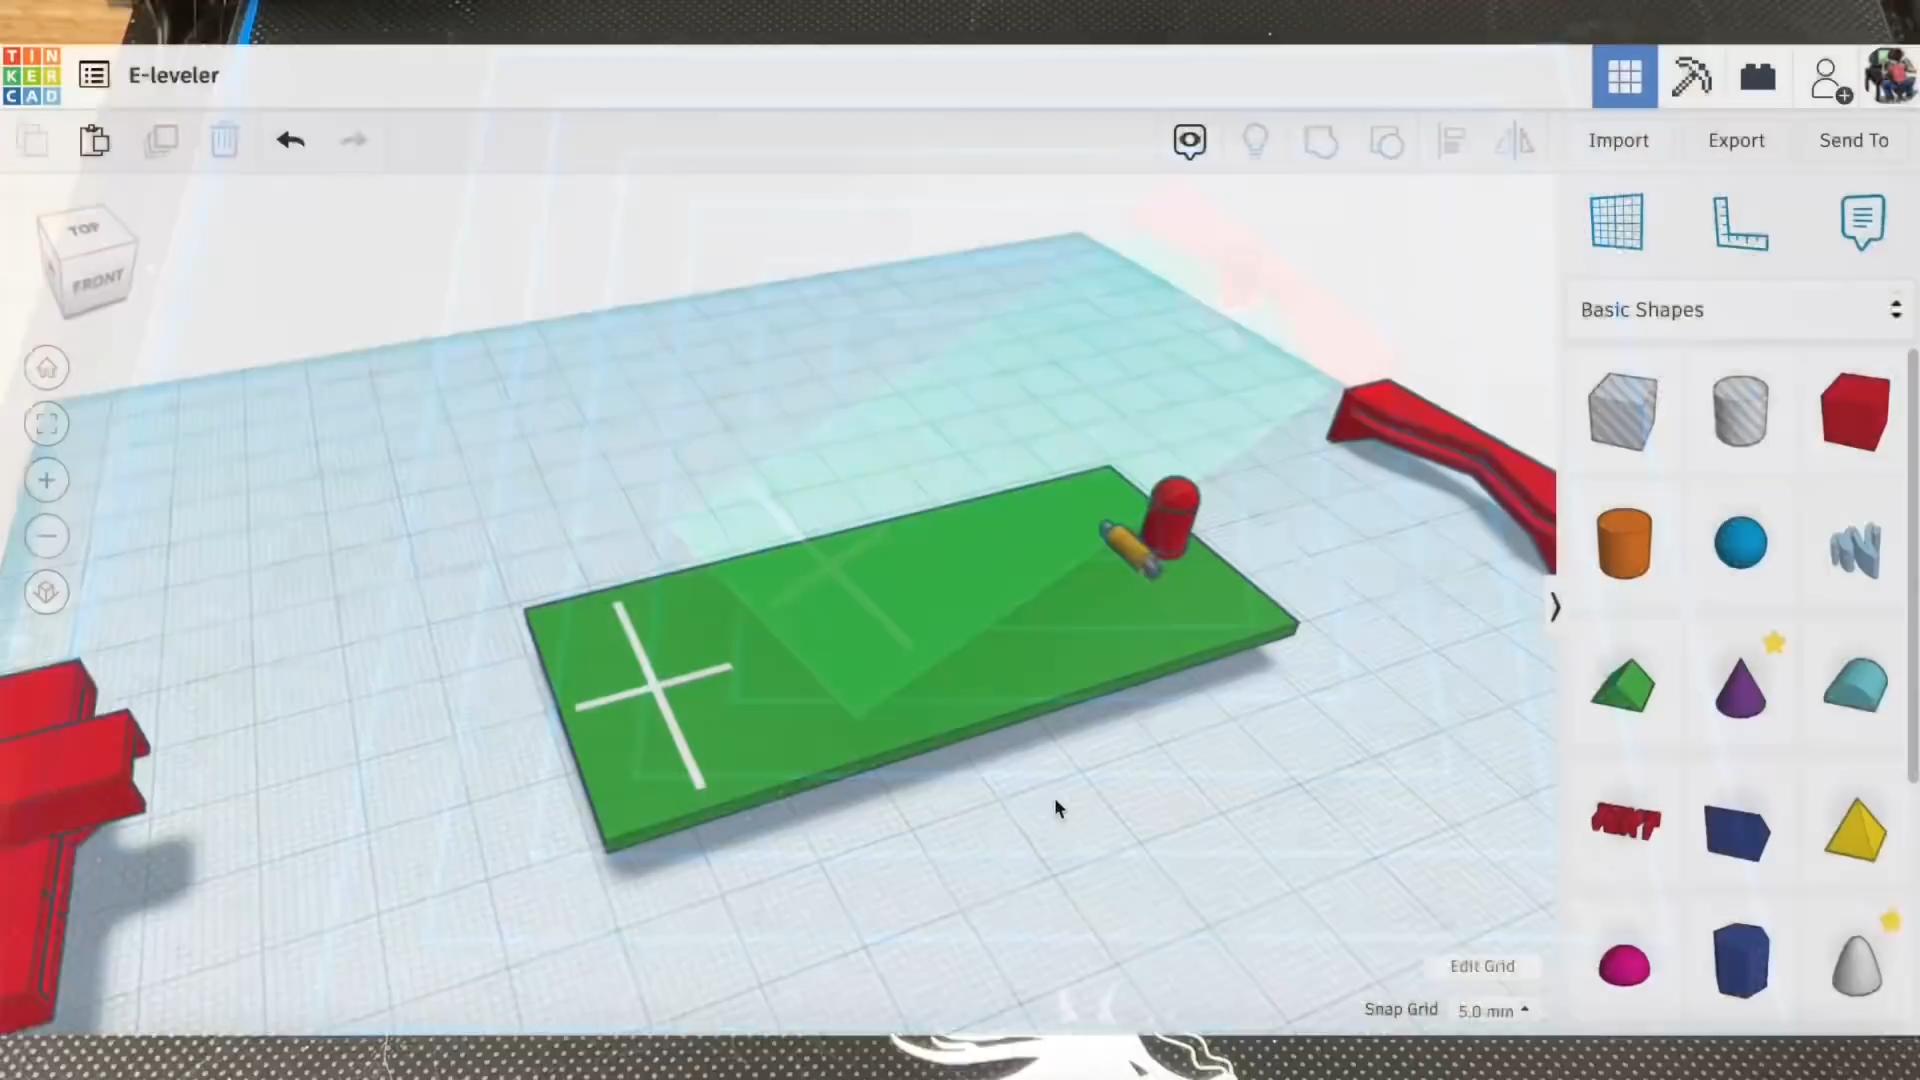 TIN
KER
CAD
E-leveler
Import
Export
Send To
TOP
FRONT
Basic Shapes
TEXT
Edit Grid
Snap Grid 5.0 mm